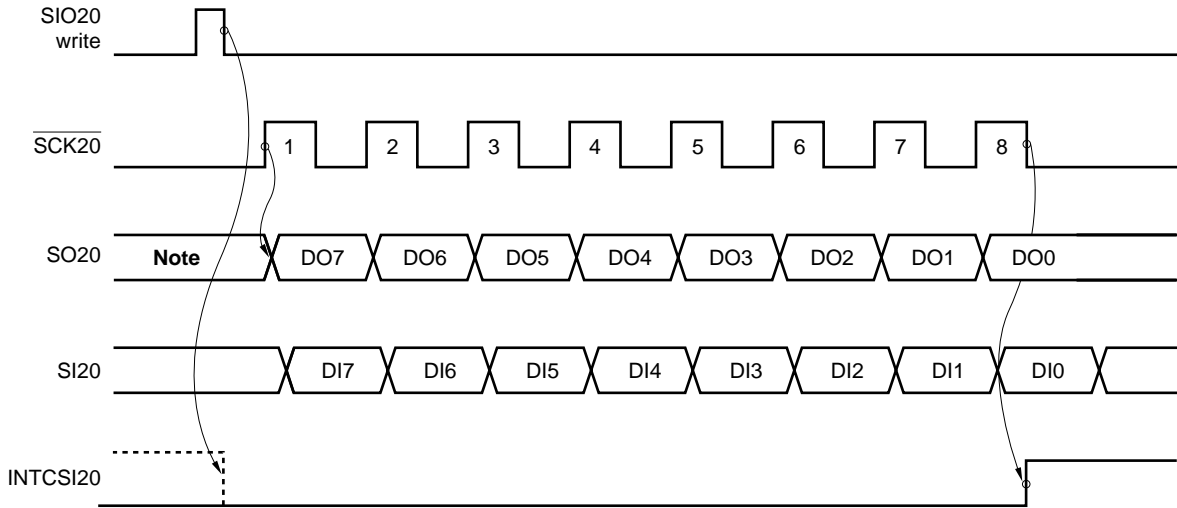 SIO20
write
SCK20
1 2 3 4 5 6 7 8
SO20
Note DO7 DO6 DO5 DO4 DO3 DO2 DO1 DO0
SI20
DI7 DI6 DI5 DI4 DI3 DI2 DI1 DI0
INTCSI20